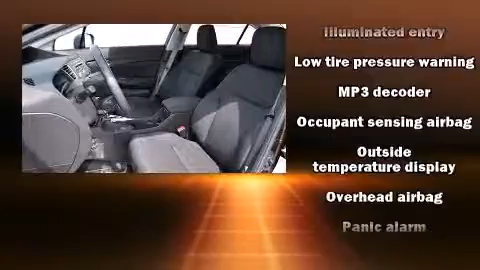 Illuminated entry
Low tire pressure warning
MP3 decoder
Occupant sensing airbag
Outside
temperature display
Overhead airbag
Panic alarm